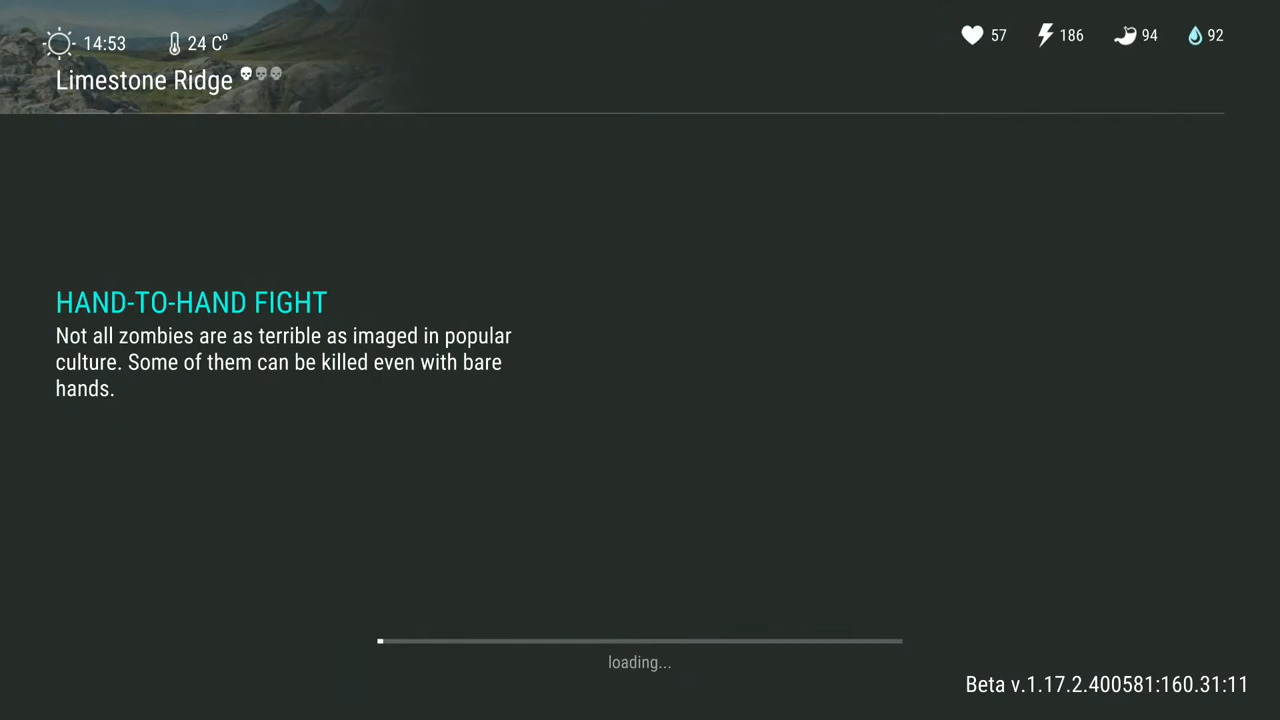 14:53 24 C⁰
57 186 94 92
Limestone Ridge
HAND-TO-HAND FIGHT
Not all zombies are as terrible as imaged in popular
culture. Some of them can be killed even with bare
hands.
loading...
Beta v.1.17.2.400581:160.31:11